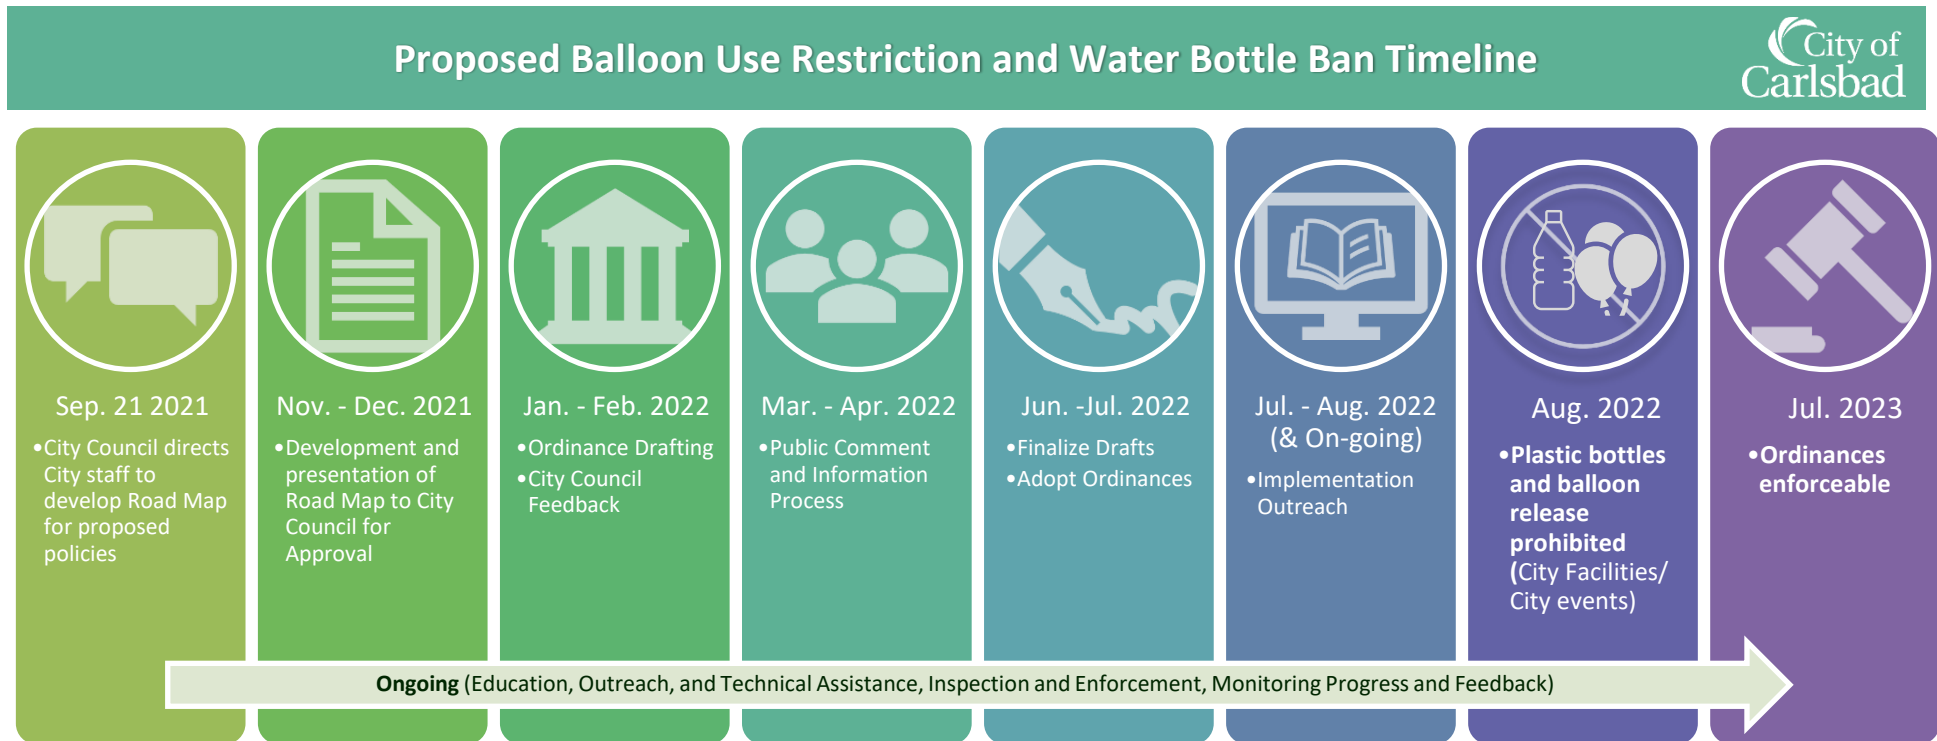 Proposed Balloon Use Restriction and Water Bottle Ban Timeline
City of
Carlsbad
Sep. 21 2021
•City Council directs
City staff to
develop Road Map
for proposed
policies
Nov. - Dec. 2021
•Development and
presentation of
Road Map to City
Council for
Approval
Jan. - Feb. 2022
•Ordinance Drafting
•City Council
Feedback
Mar. - Apr. 2022
•Public Comment
and Information
Process
Jun. -Jul. 2022
•Finalize Drafts
•Adopt Ordinances
Jul. - Aug. 2022
(& On-going)
•Implementation
Outreach
Aug. 2022
•Plastic bottles
and balloon
release
prohibited
(City Facilities/
City events)
Jul. 2023
•Ordinances
enforceable
Ongoing (Education, Outreach, and Technical Assistance, Inspection and Enforcement, Monitoring Progress and Feedback)